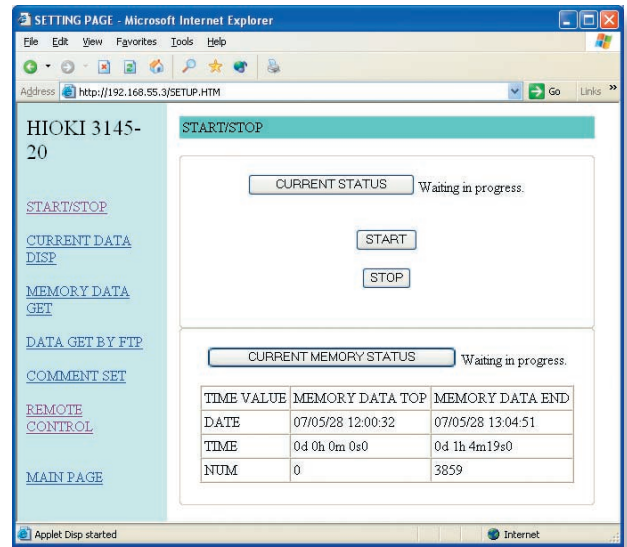 SETTING PAGE - Microsoft Internet Explorer
File Edit View Favorites Tools Help
Address http://192.168.55.3/SETUP.HTM Go Links »
HIOKI 3145-
20
START/STOP
CURRENT DATA
DISP
MEMORY DATA
GET
DATA GET BY FTP
COMMENT SET
REMOTE
CONTROL
MAIN PAGE
START/STOP
CURRENT STATUS Waiting in progress.
START
STOP
CURRENT MEMORY STATUS Waiting in progress.
TIME VALUE MEMORY DATA TOP MEMORY DATA END
DATE 07/05/28 12:00:32 07/05/28 13:04:51
TIME 0d 0h 0m 0s0 0d 1h 4m19s0
NUM 0 3859
Applet Disp started Internet